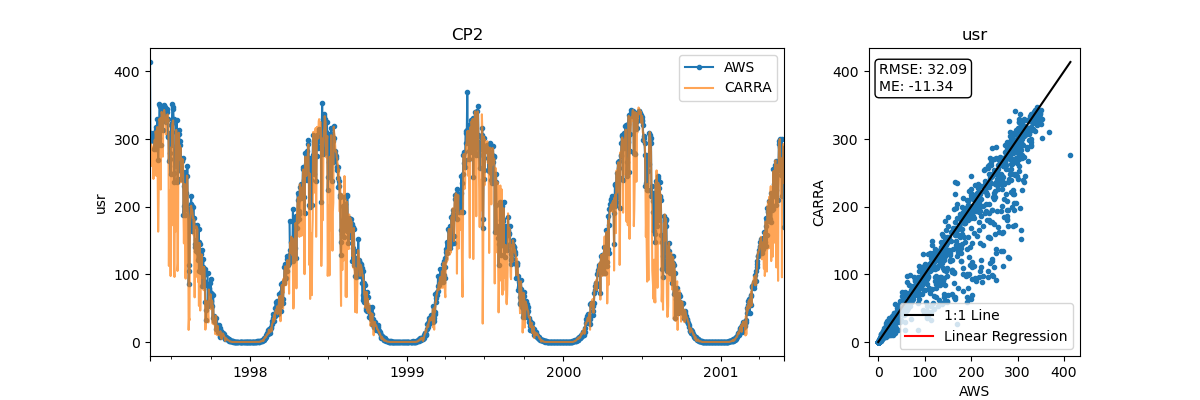 CP2
usr
400
300
200
100
0
usr
AWS
CARRA
1998
1999
2000
2001
RMSE: 32.09
ME: -11.34
400
300
200
100
0
CARRA
1:1 Line
Linear Regression
0 100 200 300 400
AWS